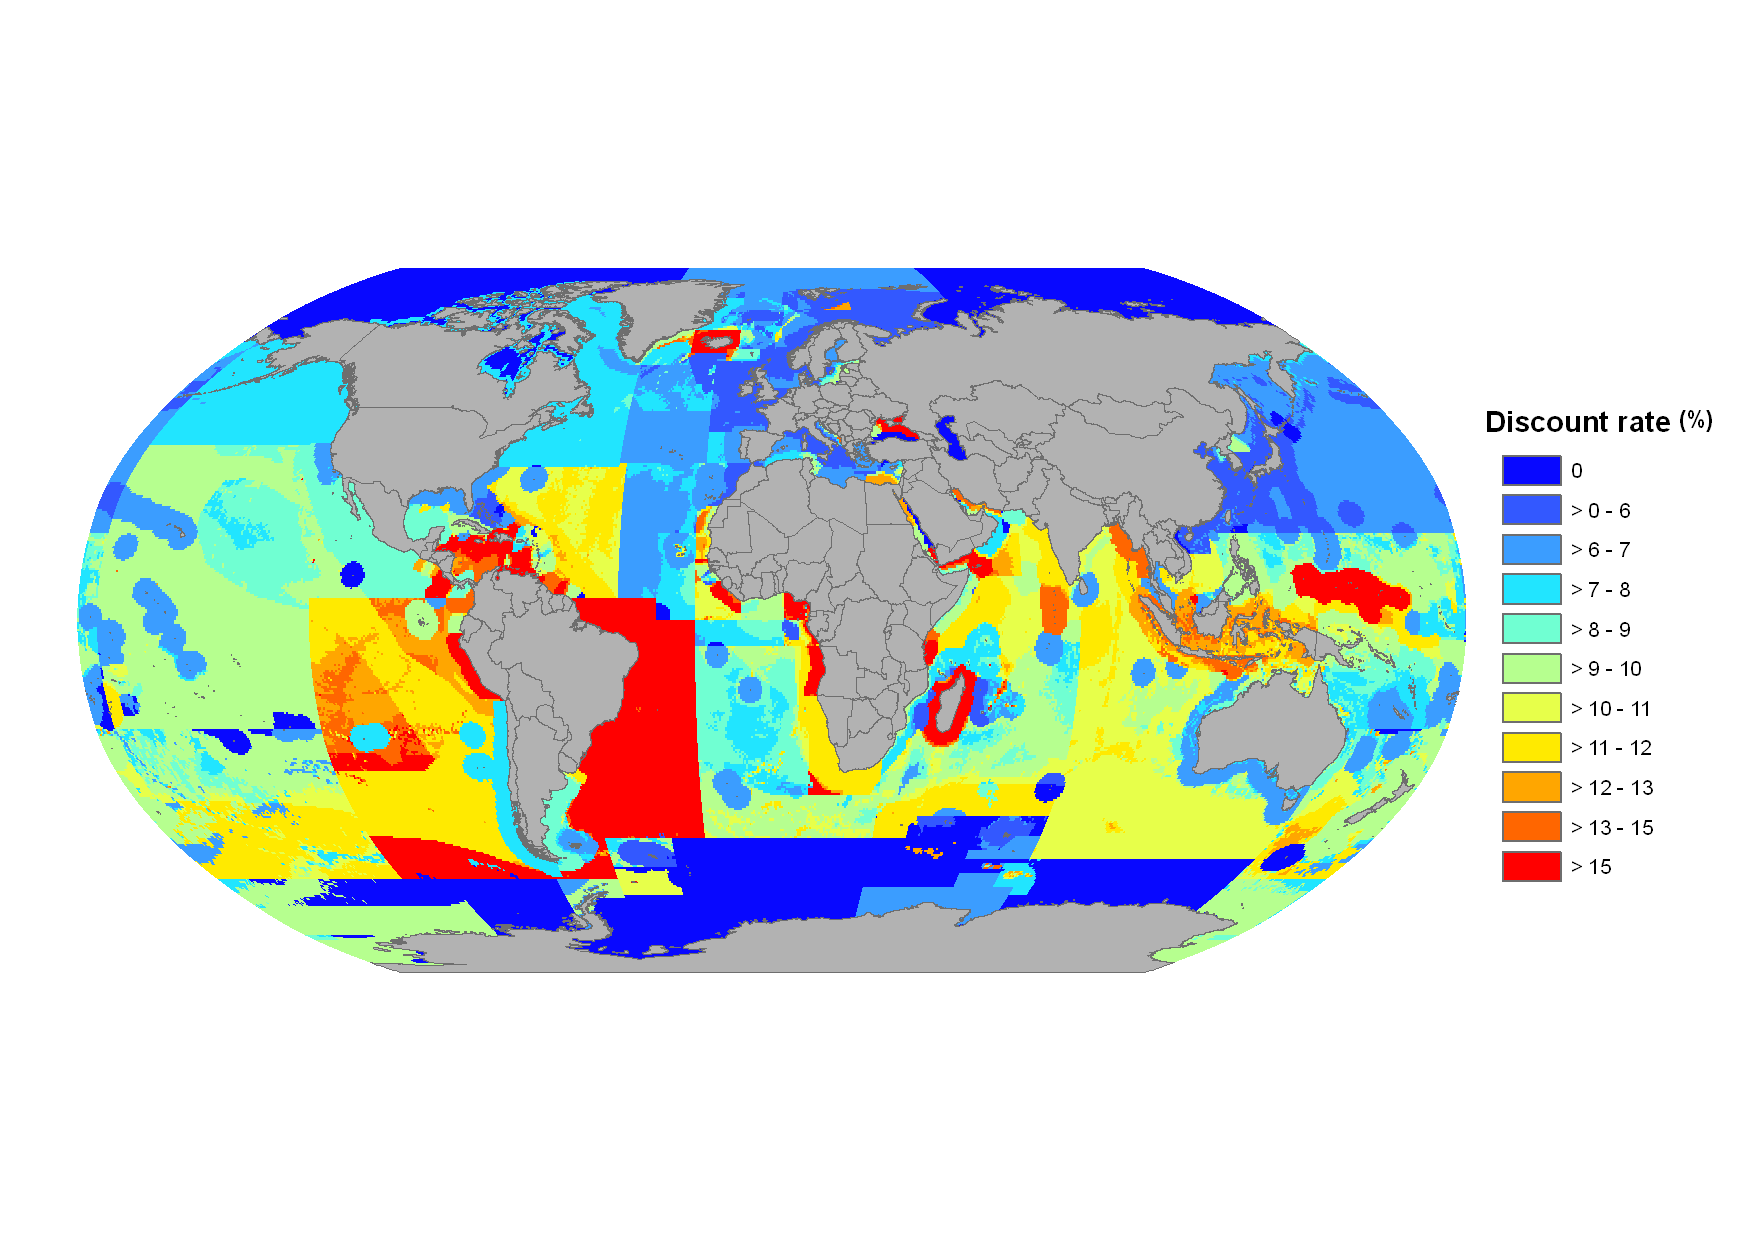 Discount rate (%)
0
> 0 - 6
> 6 - 7
> 7 - 8
> 8 - 9
> 9 - 10
> 10 - 11
> 11 - 12
> 12 - 13
> 13 - 15
> 15